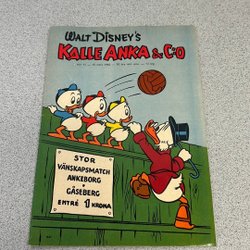 WALT DISNEY'S
KALLE ANKA & C:O
STOR
VÄNSKAPSMATCH
ANKEBORG
GÅSEBERG
ENTRÉ 1 KRONA